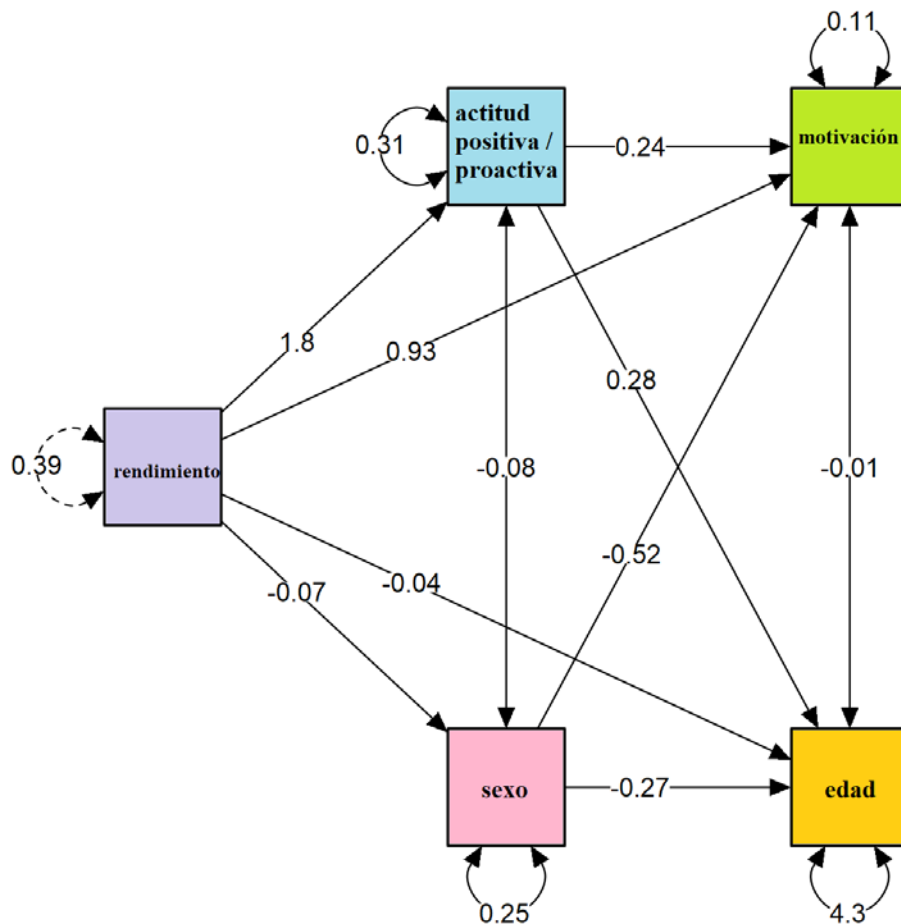 0.11
actitud
positiva /
proactiva
motivación
0.31
0.24
1.8
0.93
0.28
rendimiento
0.39
-0.08
-0.01
-0.52
-0.07
-0.04
sexo
-0.27
edad
0.25
4.3